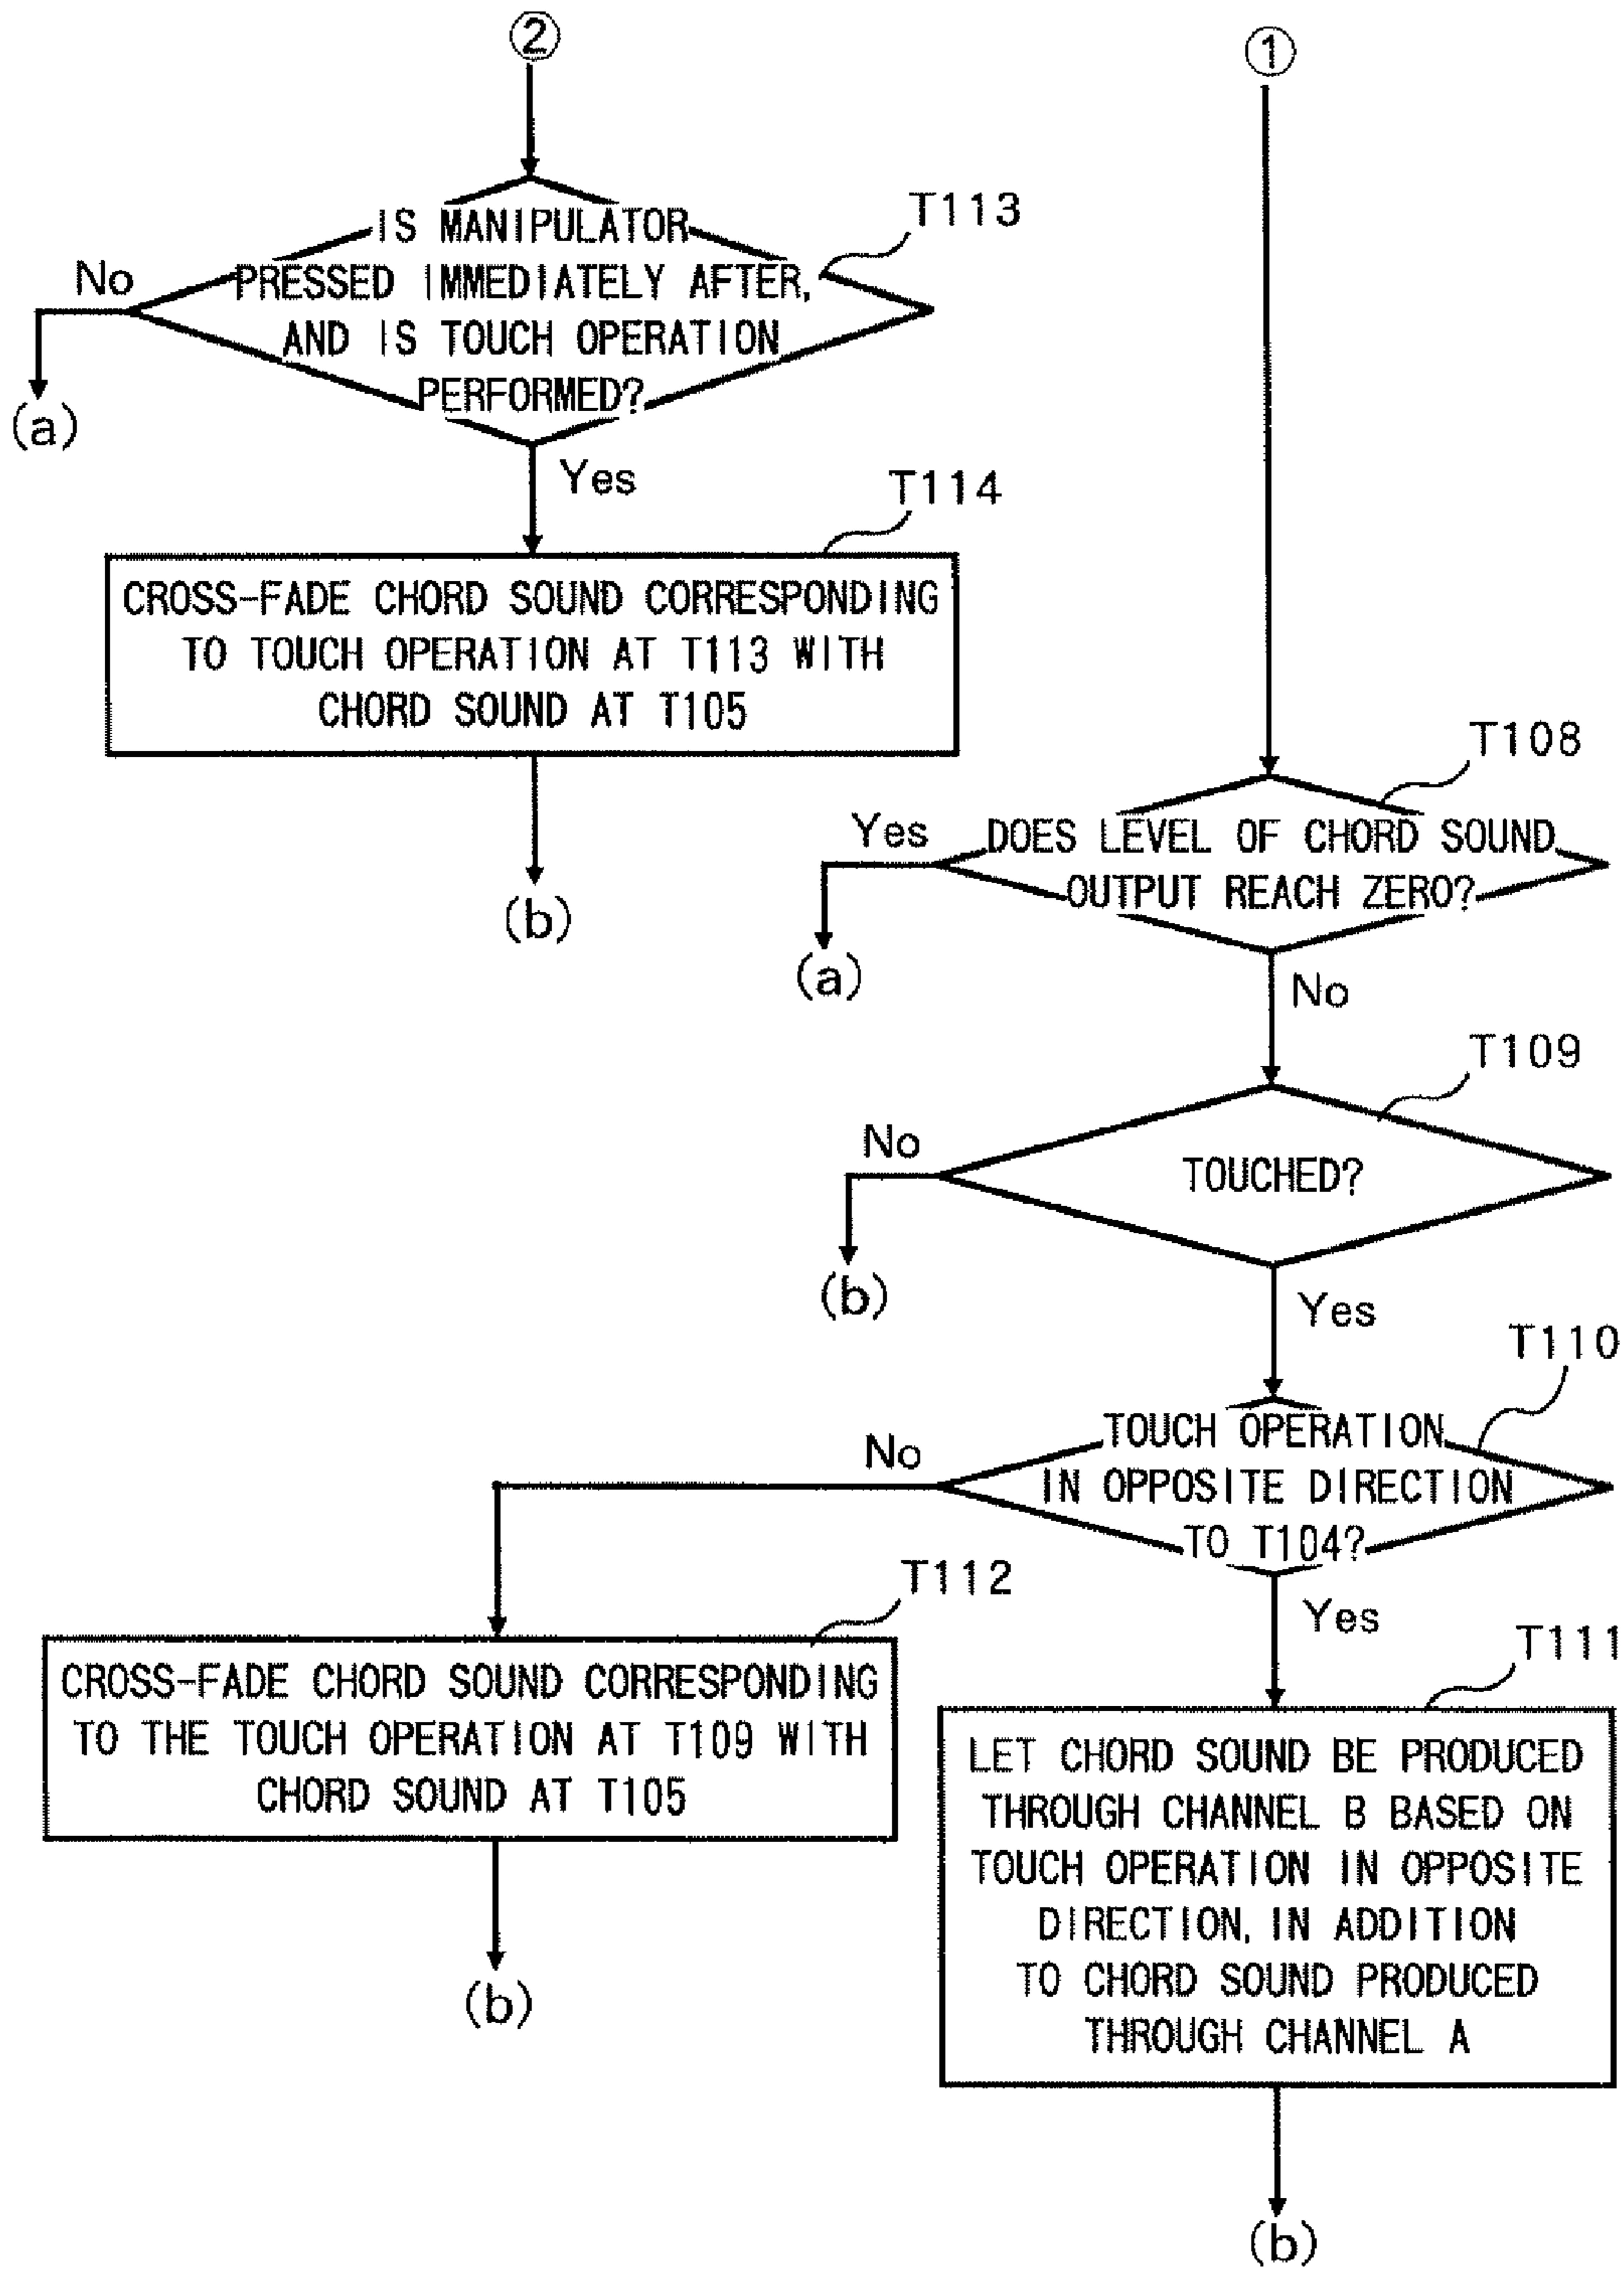 ②
IS MANIPULATOR
PRESSED IMMEDIATELY AFTER,
AND IS TOUCH OPERATION
PERFORMED?
T113
No
(a)
Yes
T114
CROSS-FADE CHORD SOUND CORRESPONDING
TO TOUCH OPERATION AT T113 WITH
CHORD SOUND AT T105
(b)
①
T108
DOES LEVEL OF CHORD SOUND
OUTPUT REACH ZERO?
Yes
(a)
No
T109
TOUCHED?
No
(b)
Yes
T110
TOUCH OPERATION
IN OPPOSITE DIRECTION
TO T104?
No
T112
CROSS-FADE CHORD SOUND CORRESPONDING
TO THE TOUCH OPERATION AT T109 WITH
CHORD SOUND AT T105
(b)
Yes
T111
LET CHORD SOUND BE PRODUCED
THROUGH CHANNEL B BASED ON
TOUCH OPERATION IN OPPOSITE
DIRECTION, IN ADDITION
TO CHORD SOUND PRODUCED
THROUGH CHANNEL A
(b)